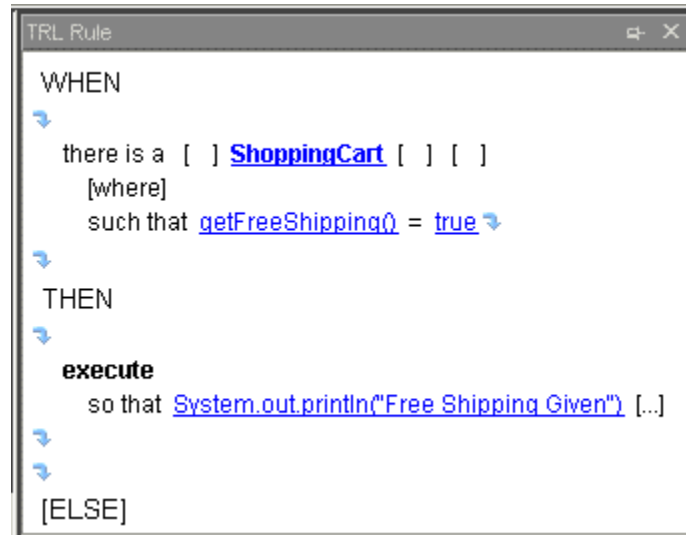 TRL Rule
WHEN
there is a [ ] ShoppingCart [ ] [ ]
[where]
such that getFreeShipping() = true
THEN
execute
so that System.out.println("Free Shipping Given") [...]
[ELSE]